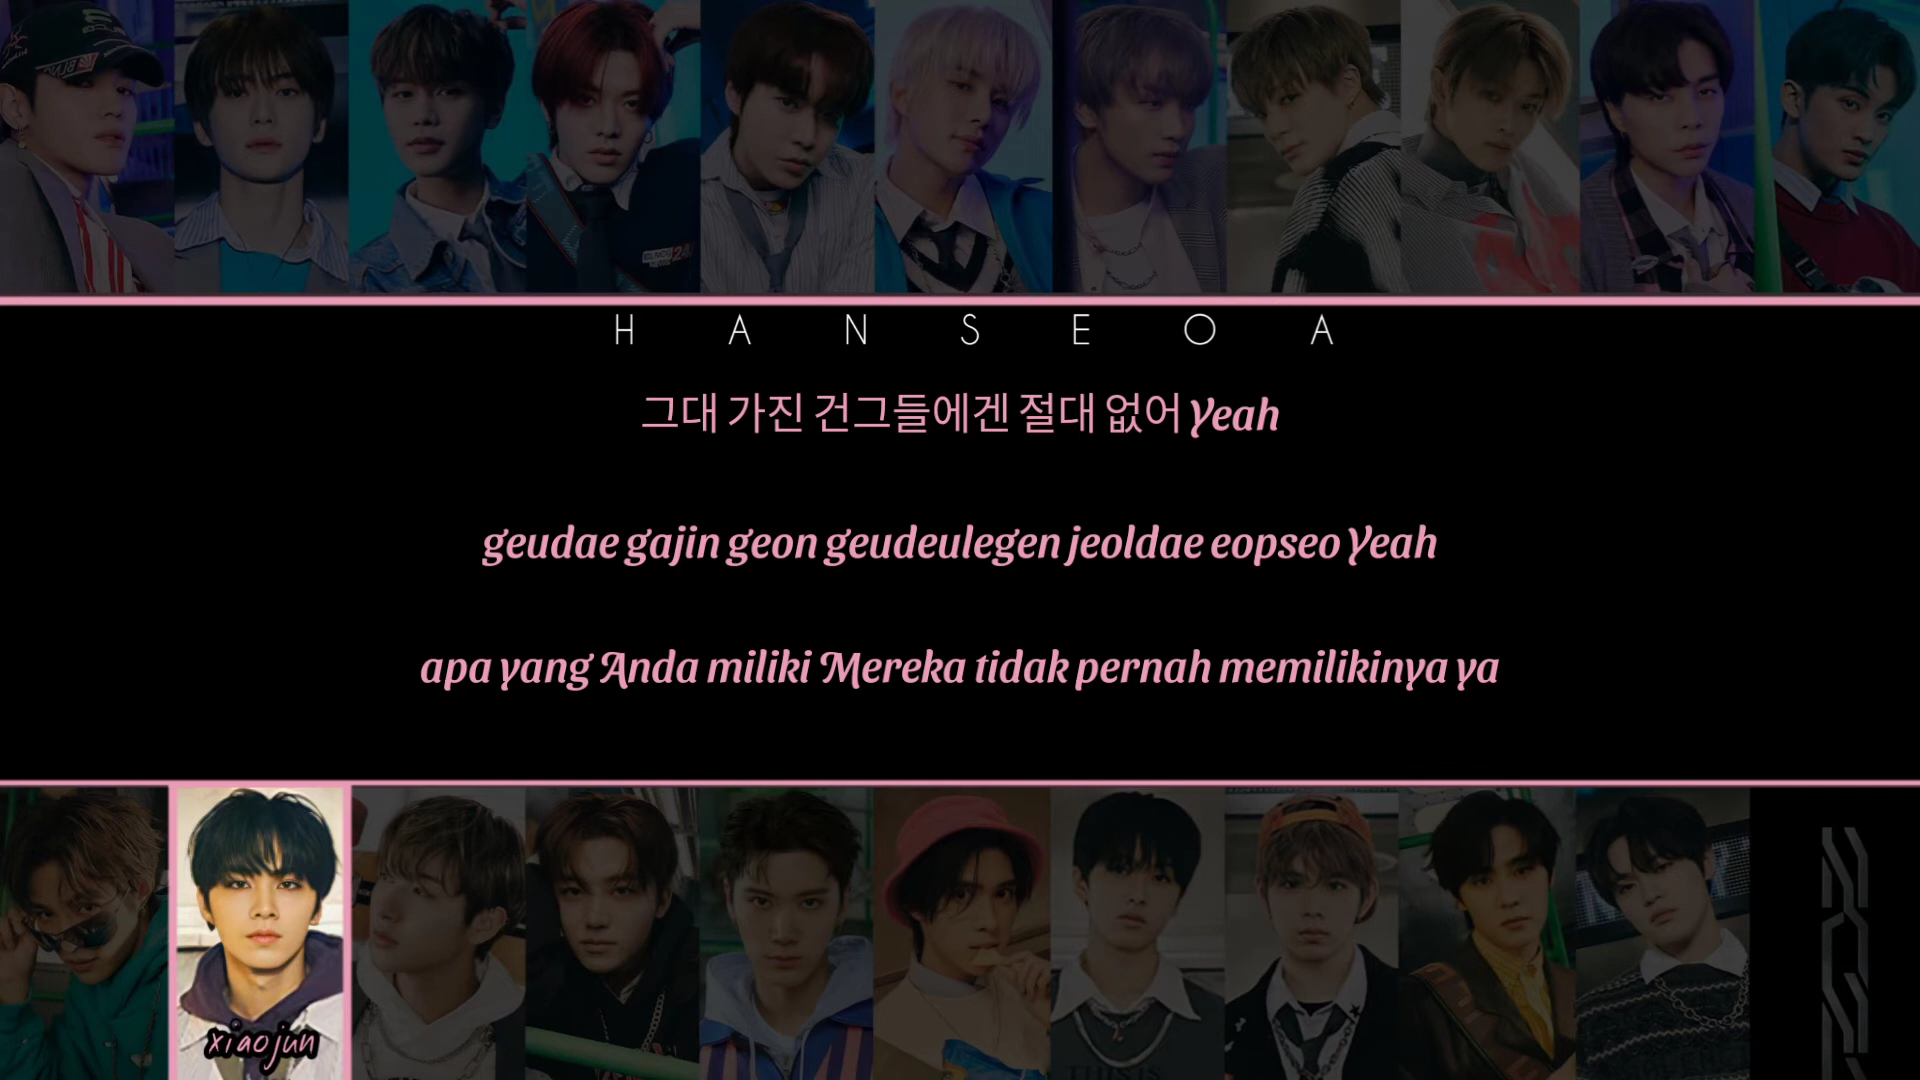 H A N S E O A
그대 가진 건그들에겐 절대 없어 Yeah
geudae gajin geon geudeulegen jeoldae eopseo Yeah
apa yang Anda miliki Mereka tidak pernah memilikinya ya
xiaojun